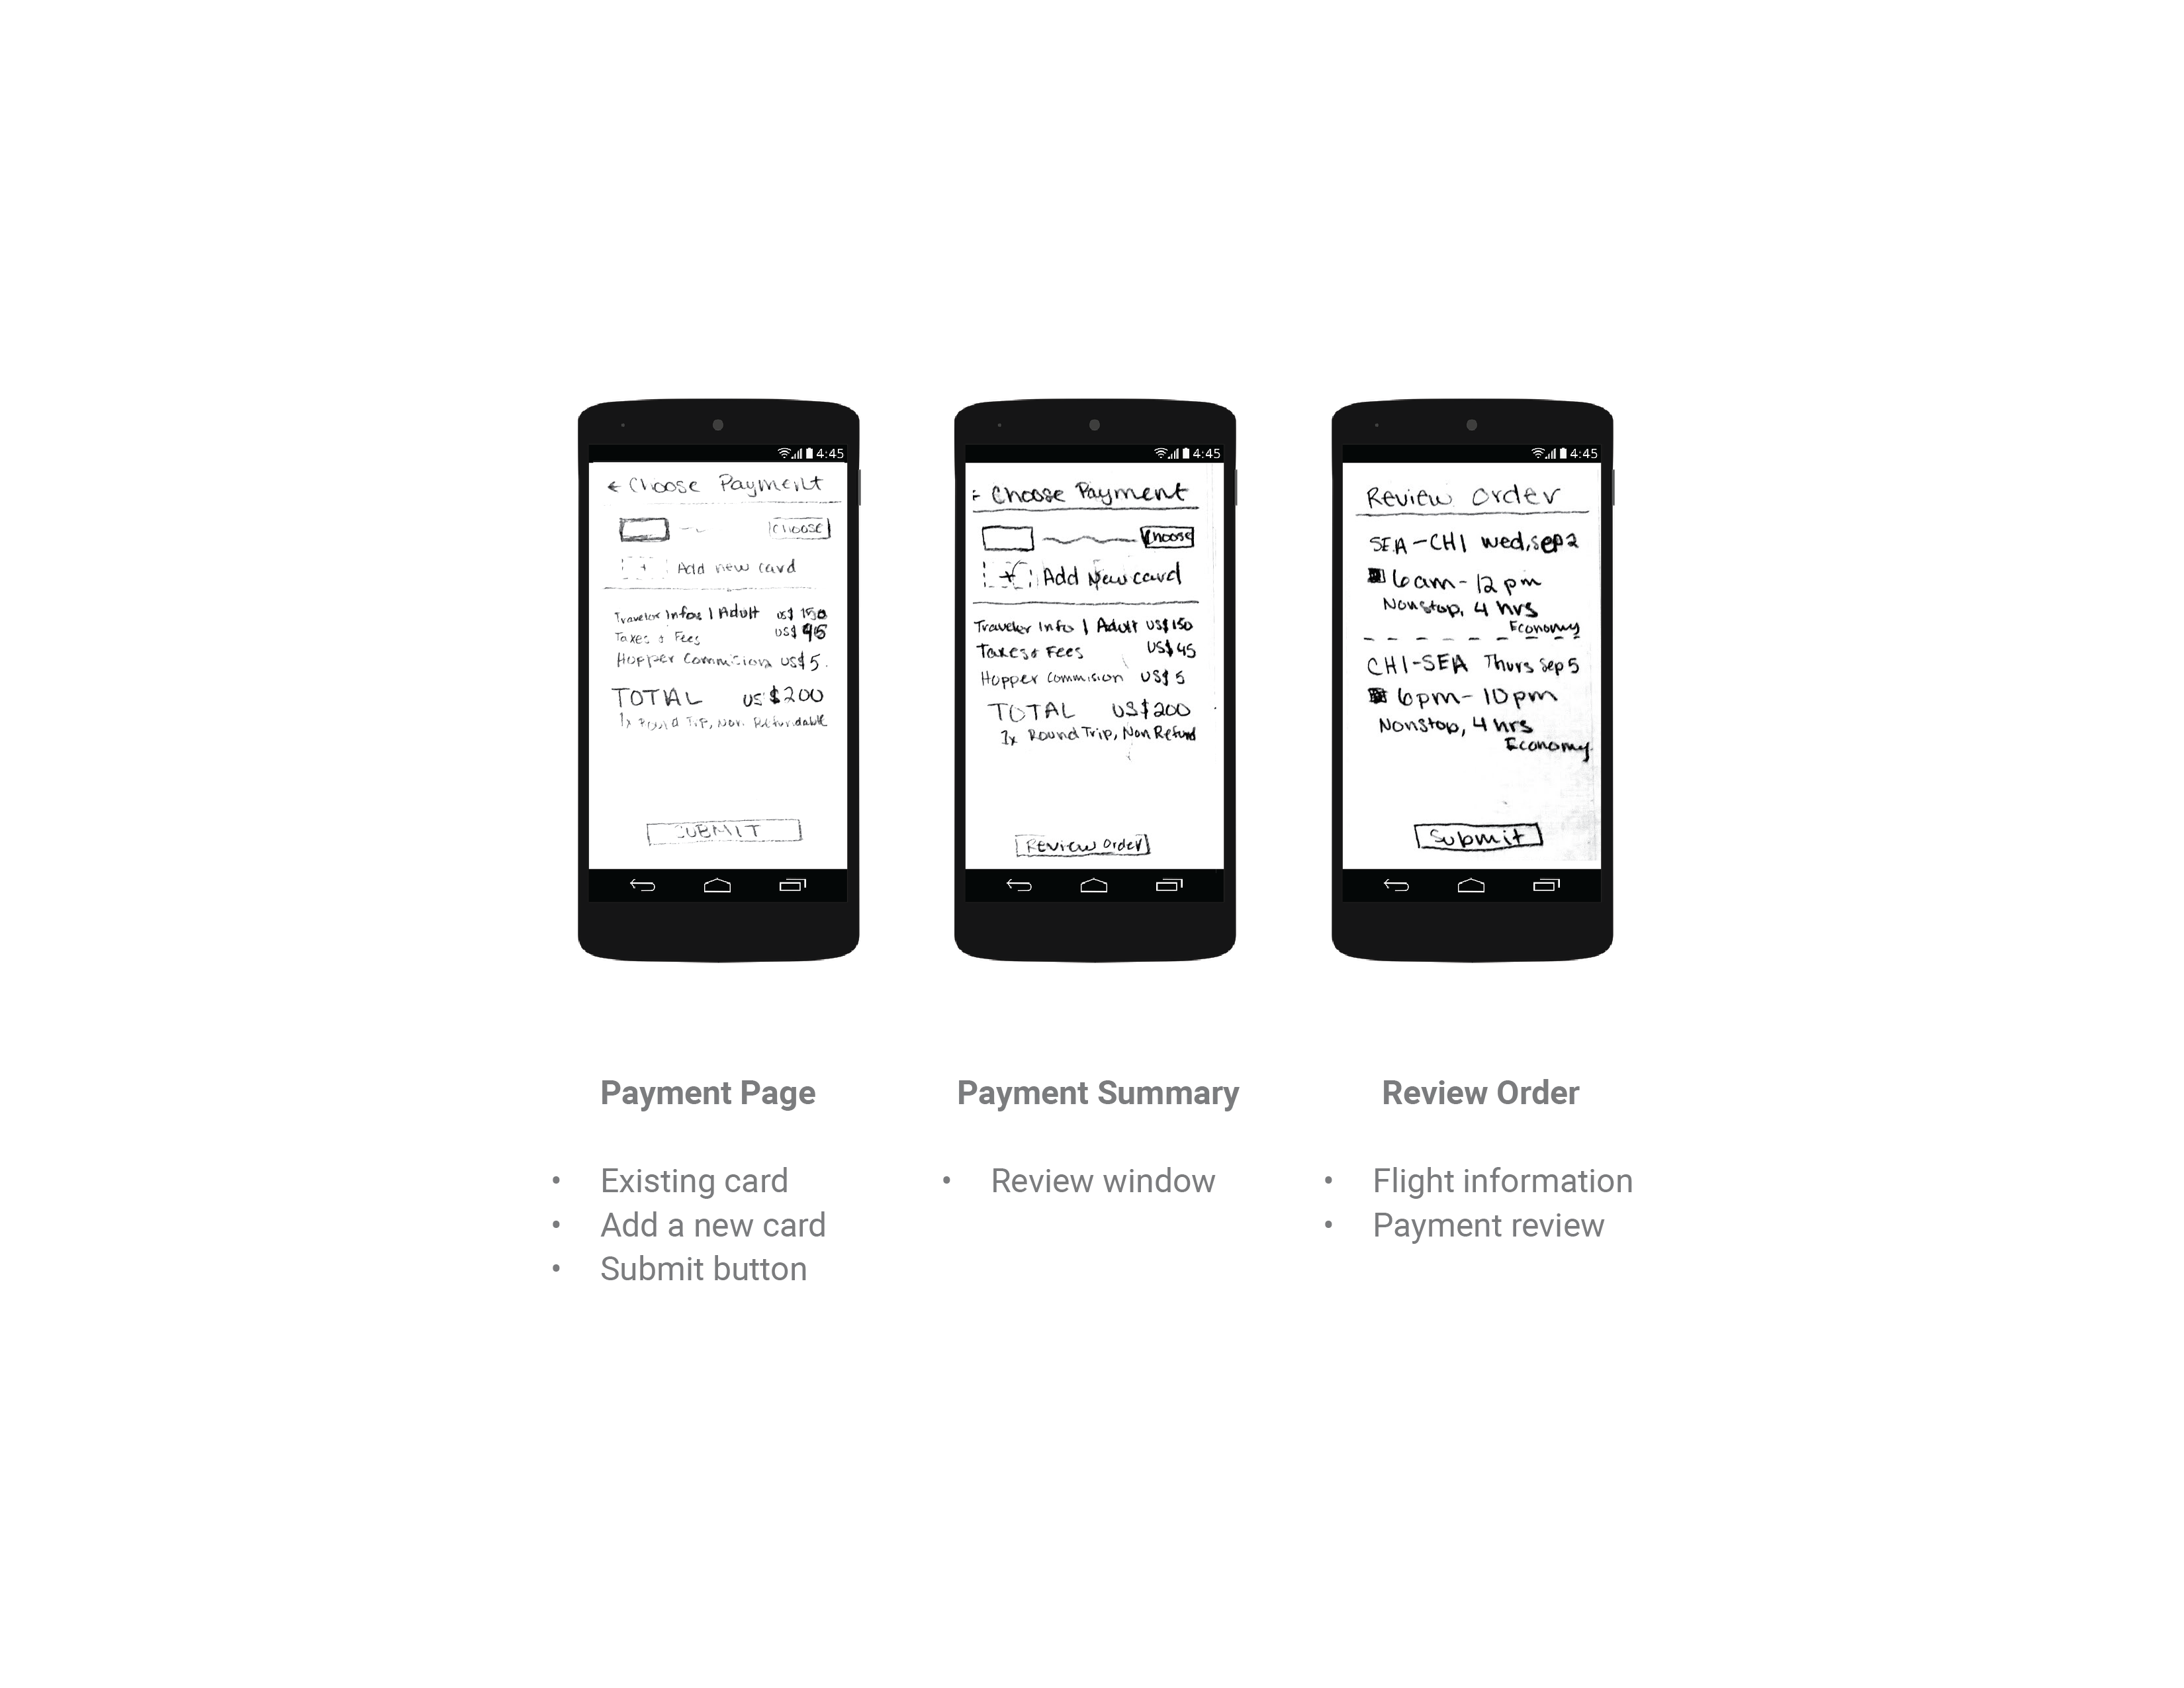 4:45
← Choose Payment
Choose
+ Add new card
Traveler Infos 1 Adult US$ 150
Taxes & Fees US$ 45
Hopper Commision US$ 5.
TOTAL US $200
1x Round Trip, Non Refundable
SUBMIT
4:45
Choose Payment
Choose
+ Add New card
Traveler Info 1 Adult US$150
Taxes & Fees US$ 45
Hopper Commision US$ 5
TOTAL US$200
1x Round Trip, Non Refund
Review Order
4:45
Review Order
SEA-CHI Wed, Sep 2
6am-12pm
Nonstop, 4 hrs
Economy
CHI-SEA Thurs Sep 5
6pm-10pm
Nonstop, 4 hrs
Economy
Submit
Payment Page
• Existing card
• Add a new card
• Submit button
Payment Summary
• Review window
Review Order
• Flight information
• Payment review